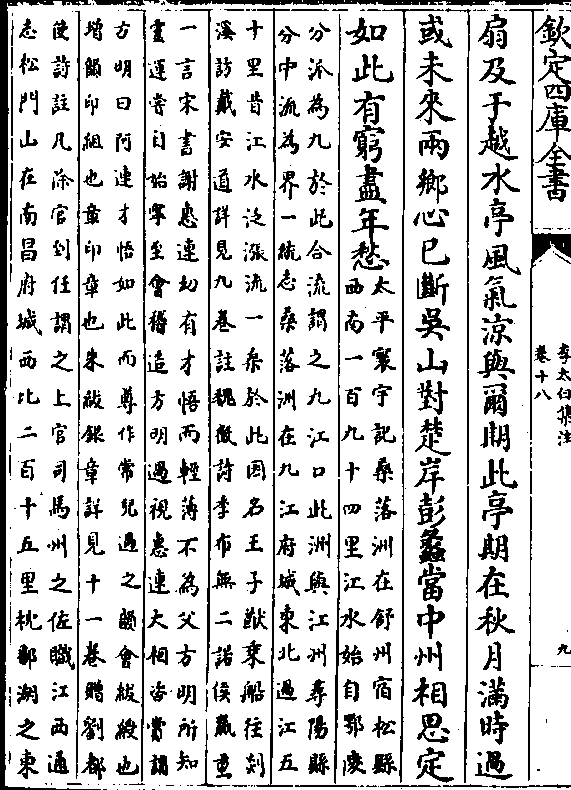 欽定四庫全書
李太白集注
卷十八
九
扇及于越水亭風氣涼與爾期此亭期在秋月滿時過
或未來兩鄉心已斷吳山對楚岸彭蠡當中州相思定
如此有窮盡年愁
太平寰宇記桑落洲在舒州宿松縣
西南一百九十四里江水始自鄂陵
分派為九於此合流謂之九江口此洲與江州尋陽縣
分中流為界一統志桑落洲在九江府城東北過江五
十里昔江水泛漲流一柰於此因名王子猷乗船往剡
溪訪戴安道詳見九卷註魏徴詩季布無二諾侯嬴重
一言宋書謝惠連幼有才悟而輕薄不為父方明所知
靈運嘗自始寧至會稽造方明過視惠連大相咨賞謂
方明曰阿連才悟如此而尊作常兒遇之韻會紱綬也
增韻印組也章印章也朱紱銀章詳見十一卷贈劉都
使詩註凡除官到任謂之上官司馬州之佐職江西通
志松門山在南昌府城西北二百十五里枕鄱湖之東